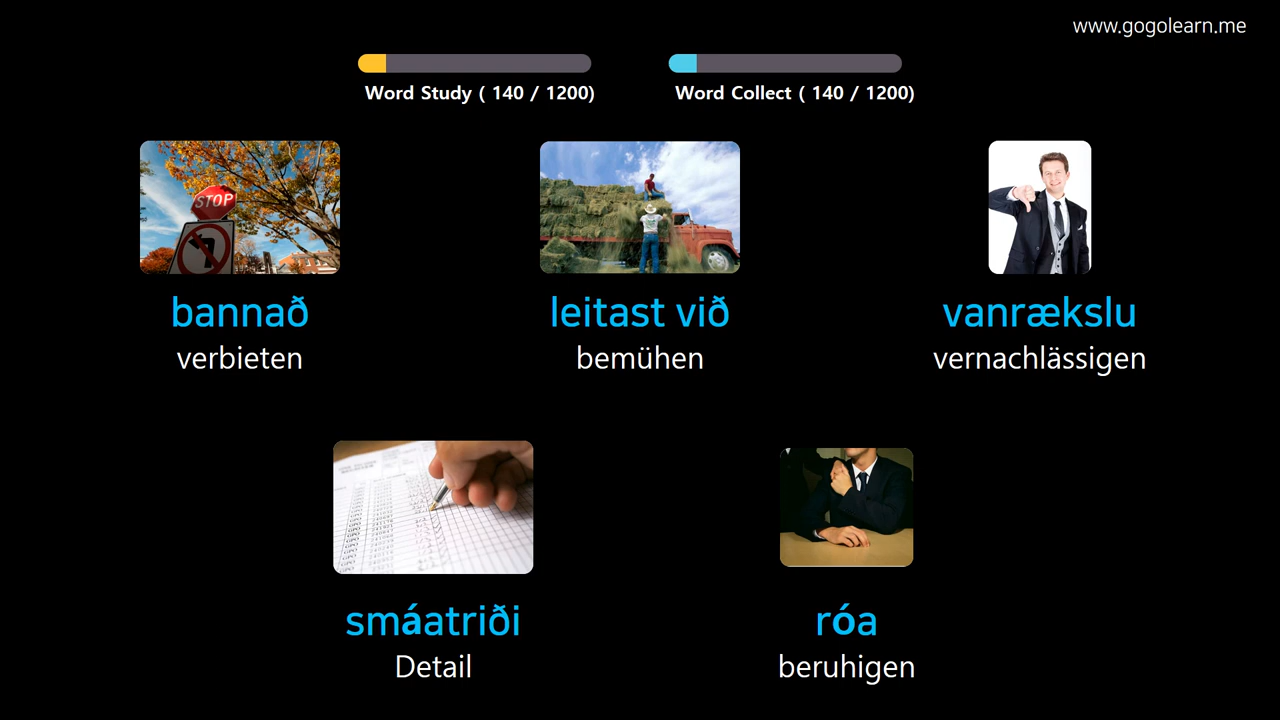 www.gogolearn.me
Word Study ( 140 / 1200)
Word Collect ( 140 / 1200)
STOP
bannað
verbieten
leitast við
bemühen
vanrækslu
vernachlässigen
smáatriði
Detail
róa
beruhigen